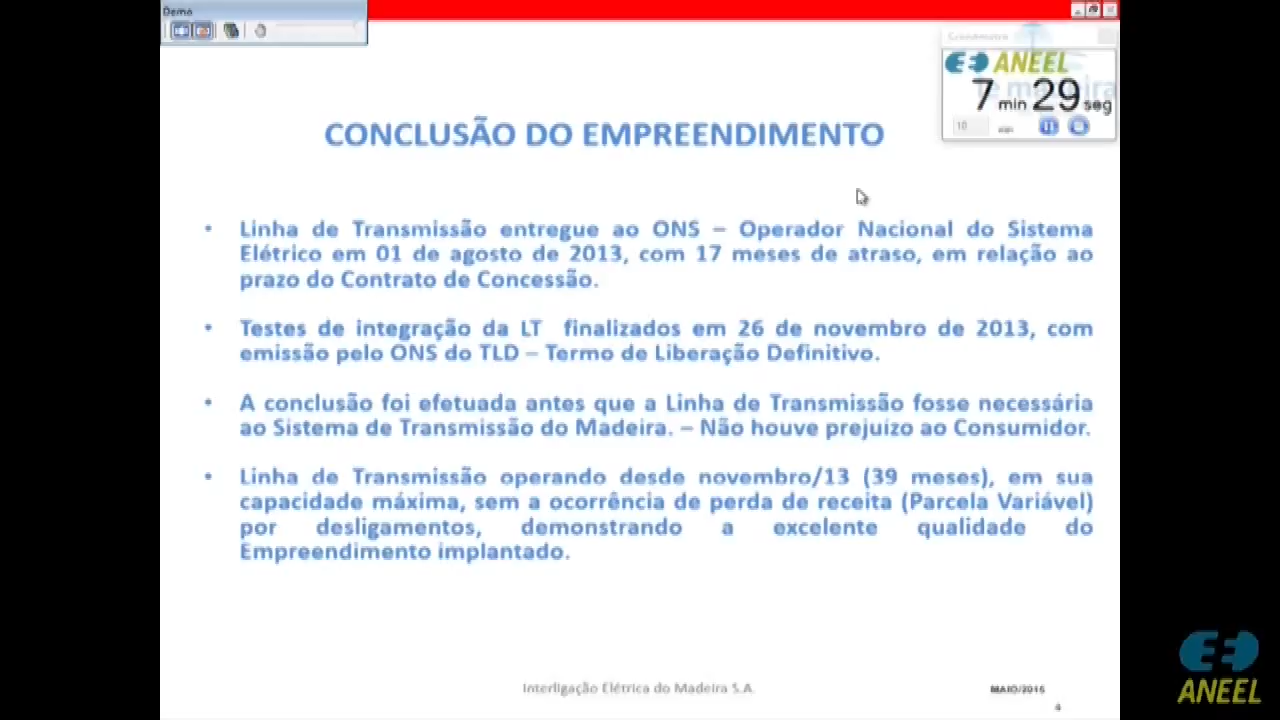 Demo
Cronômetro
ANEEL
7 min 29 seg
10 min
CONCLUSÃO DO EMPREENDIMENTO
• Linha de Transmissão entregue ao ONS – Operador Nacional do Sistema
Elétrico em 01 de agosto de 2013, com 17 meses de atraso, em relação ao
prazo do Contrato de Concessão.
• Testes de integração da LT finalizados em 26 de novembro de 2013, com
emissão pelo ONS do TLD – Termo de Liberação Definitivo.
• A conclusão foi efetuada antes que a Linha de Transmissão fosse necessária
ao Sistema de Transmissão do Madeira. – Não houve prejuízo ao Consumidor.
• Linha de Transmissão operando desde novembro/13 (39 meses), em sua
capacidade máxima, sem a ocorrência de perda de receita (Parcela Variável)
por desligamentos, demonstrando a excelente qualidade do
Empreendimento implantado.
Interligação Elétrica do Madeira S.A.
MAIO/2016
4
ANEEL